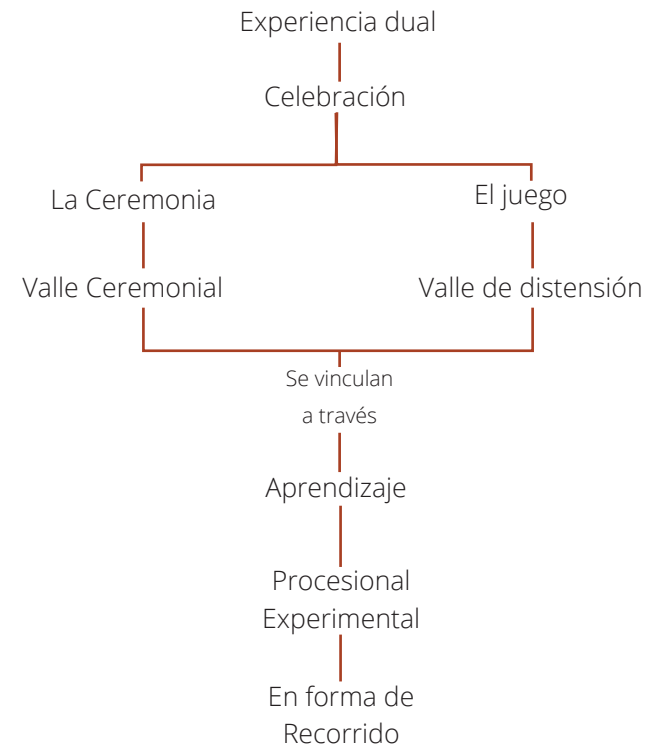 Experiencia dual
Celebración
La Ceremonia
El juego
Valle Ceremonial
Valle de distensión
Se vinculan
a través
Aprendizaje
Procesional
Experimental
En forma de
Recorrido